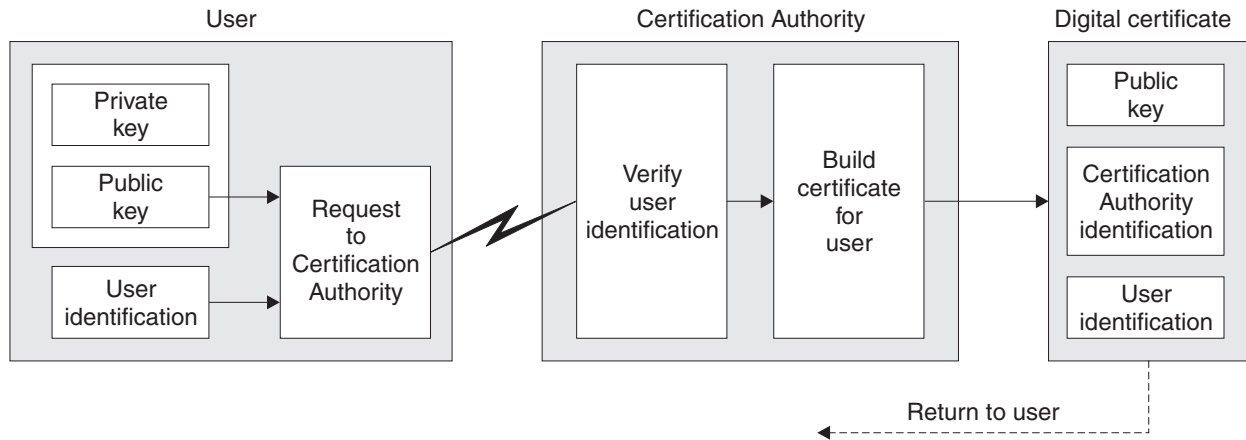 User
Private
key
Public
key
User
identification
Request
to
Certification
Authority
Certification Authority
Verify
user
identification
Build
certificate
for
user
Digital certificate
Public
key
Certification
Authority
identification
User
identification
Return to user